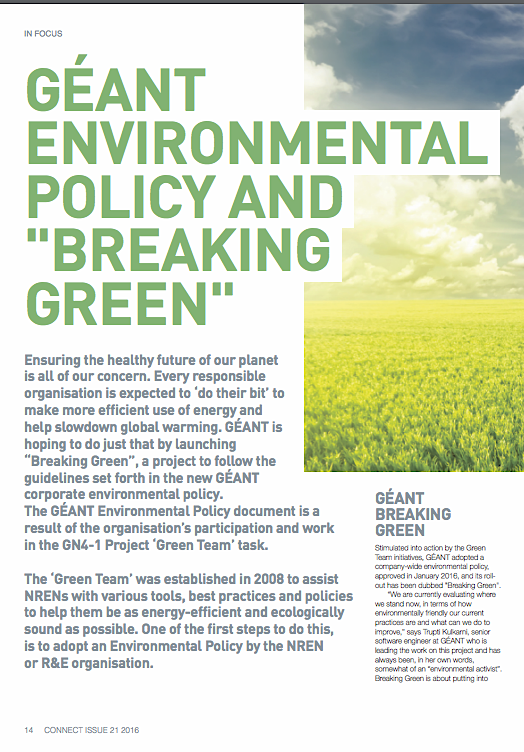 IN FOCUS
GÉANT
ENVIRONMENTAL
POLICY AND
"BREAKING
GREEN"
Ensuring the healthy future of our planet
is all of our concern. Every responsible
organisation is expected to ‘do their bit’ to
make more efficient use of energy and
help slowdown global warming. GÉANT is
hoping to do just that by launching
“Breaking Green”, a project to follow the
guidelines set forth in the new GÉANT
corporate environmental policy.
The GÉANT Environmental Policy document is a
result of the organisation’s participation and work
in the GN4-1 Project ‘Green Team’ task.
The ‘Green Team’ was established in 2008 to assist
NRENs with various tools, best practices and policies
to help them be as energy-efficient and ecologically
sound as possible. One of the first steps to do this,
is to adopt an Environmental Policy by the NREN
or R&E organisation.
GÉANT
BREAKING
GREEN
Stimulated into action by the Green
Team initiatives, GÉANT adopted a
company-wide environmental policy,
approved in January 2016, and its roll-
out has been dubbed "Breaking Green".
"We are currently evaluating where
we stand now, in terms of how
environmentally friendly our current
practices are and what can we do to
improve," says Trupti Kulkarni, senior
software engineer at GÉANT who is
leading the work on this project and has
always been, in her own words,
somewhat of an "environmental activist".
Breaking Green is about putting into
14 CONNECT ISSUE 21 2016